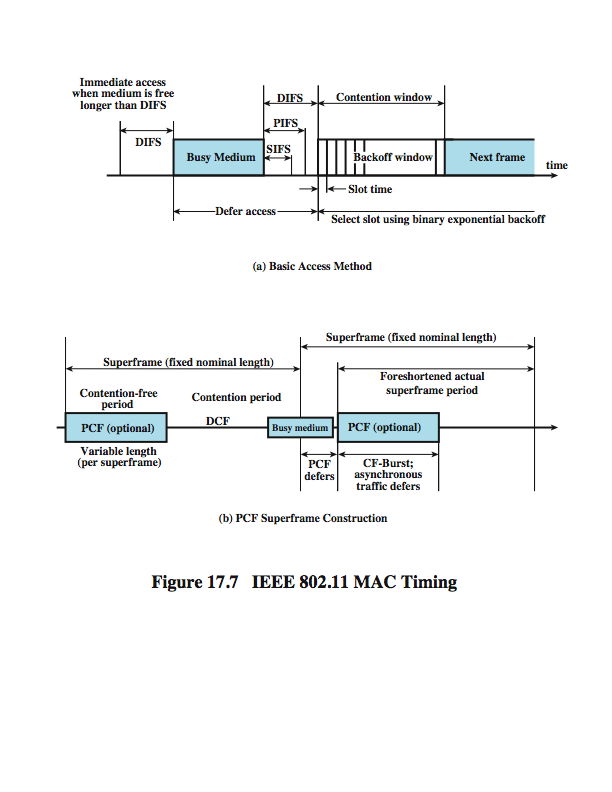 Immediate access
when medium is free
longer than DIFS
DIFS
DIFS
Contention window
PIFS
SIFS
Busy Medium
Backoff window
Next frame
time
Slot time
Defer access
Select slot using binary exponential backoff
(a) Basic Access Method
Superframe (fixed nominal length)
Superframe (fixed nominal length)
Foreshortened actual
superframe period
Contention-free
period
Contention period
PCF (optional)
DCF
Busy medium
PCF (optional)
Variable length
(per superframe)
PCF
defers
CF-Burst;
asynchronous
traffic defers
(b) PCF Superframe Construction
Figure 17.7 IEEE 802.11 MAC Timing